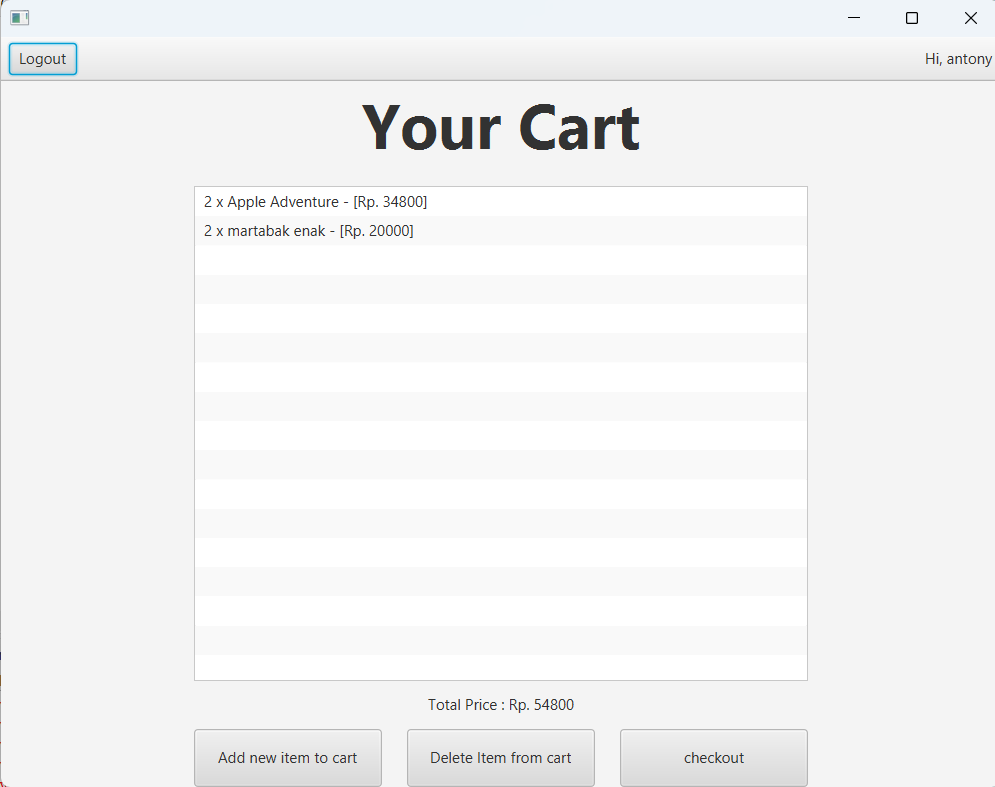 Logout
Hi, antony
Your Cart
2 x Apple Adventure - [Rp. 34800]
2 x martabak enak - [Rp. 20000]
Total Price : Rp. 54800
Add new item to cart
Delete Item from cart
checkout